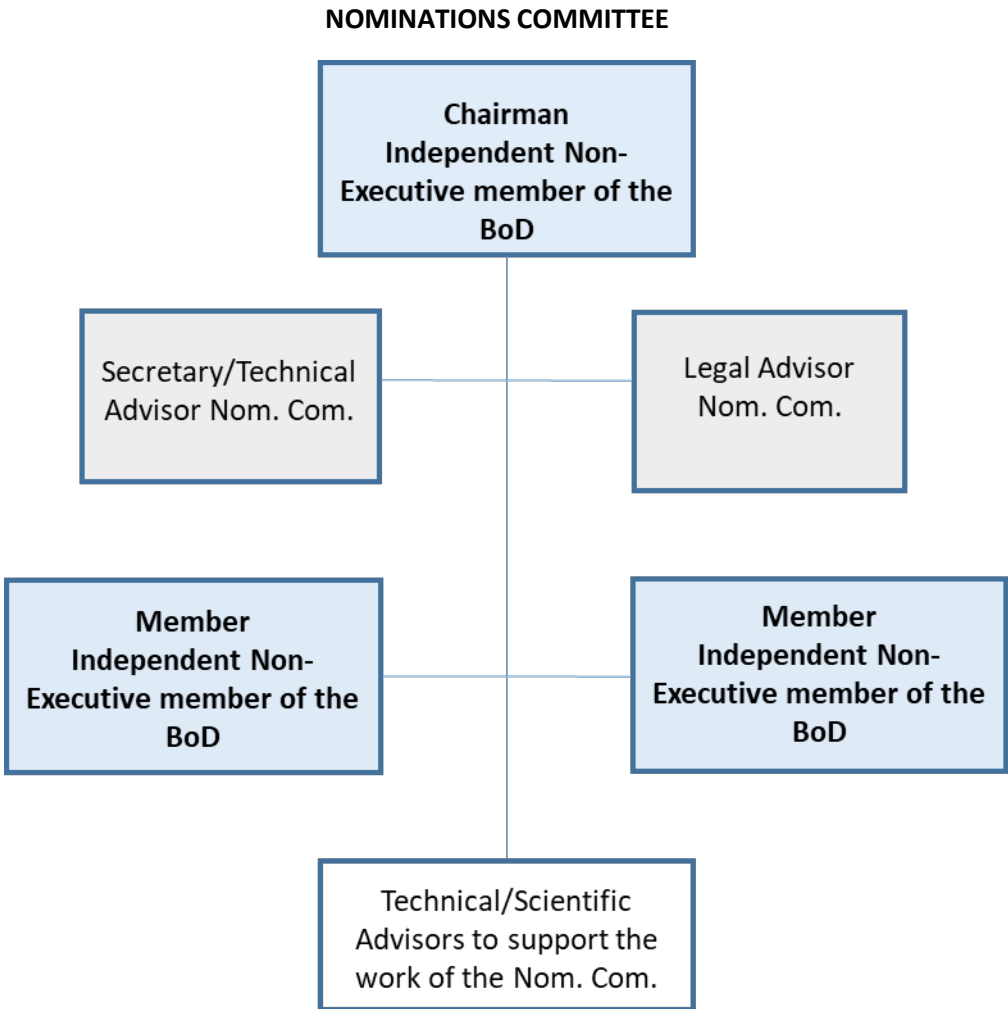 NOMINATIONS COMMITTEE
Chairman
Independent Non-
Executive member of the
BoD
Secretary/Technical
Advisor Nom. Com.
Legal Advisor
Nom. Com.
Member
Independent Non-
Executive member of the
BoD
Member
Independent Non-
Executive member of the
BoD
Technical/Scientific
Advisors to support the
work of the Nom. Com.